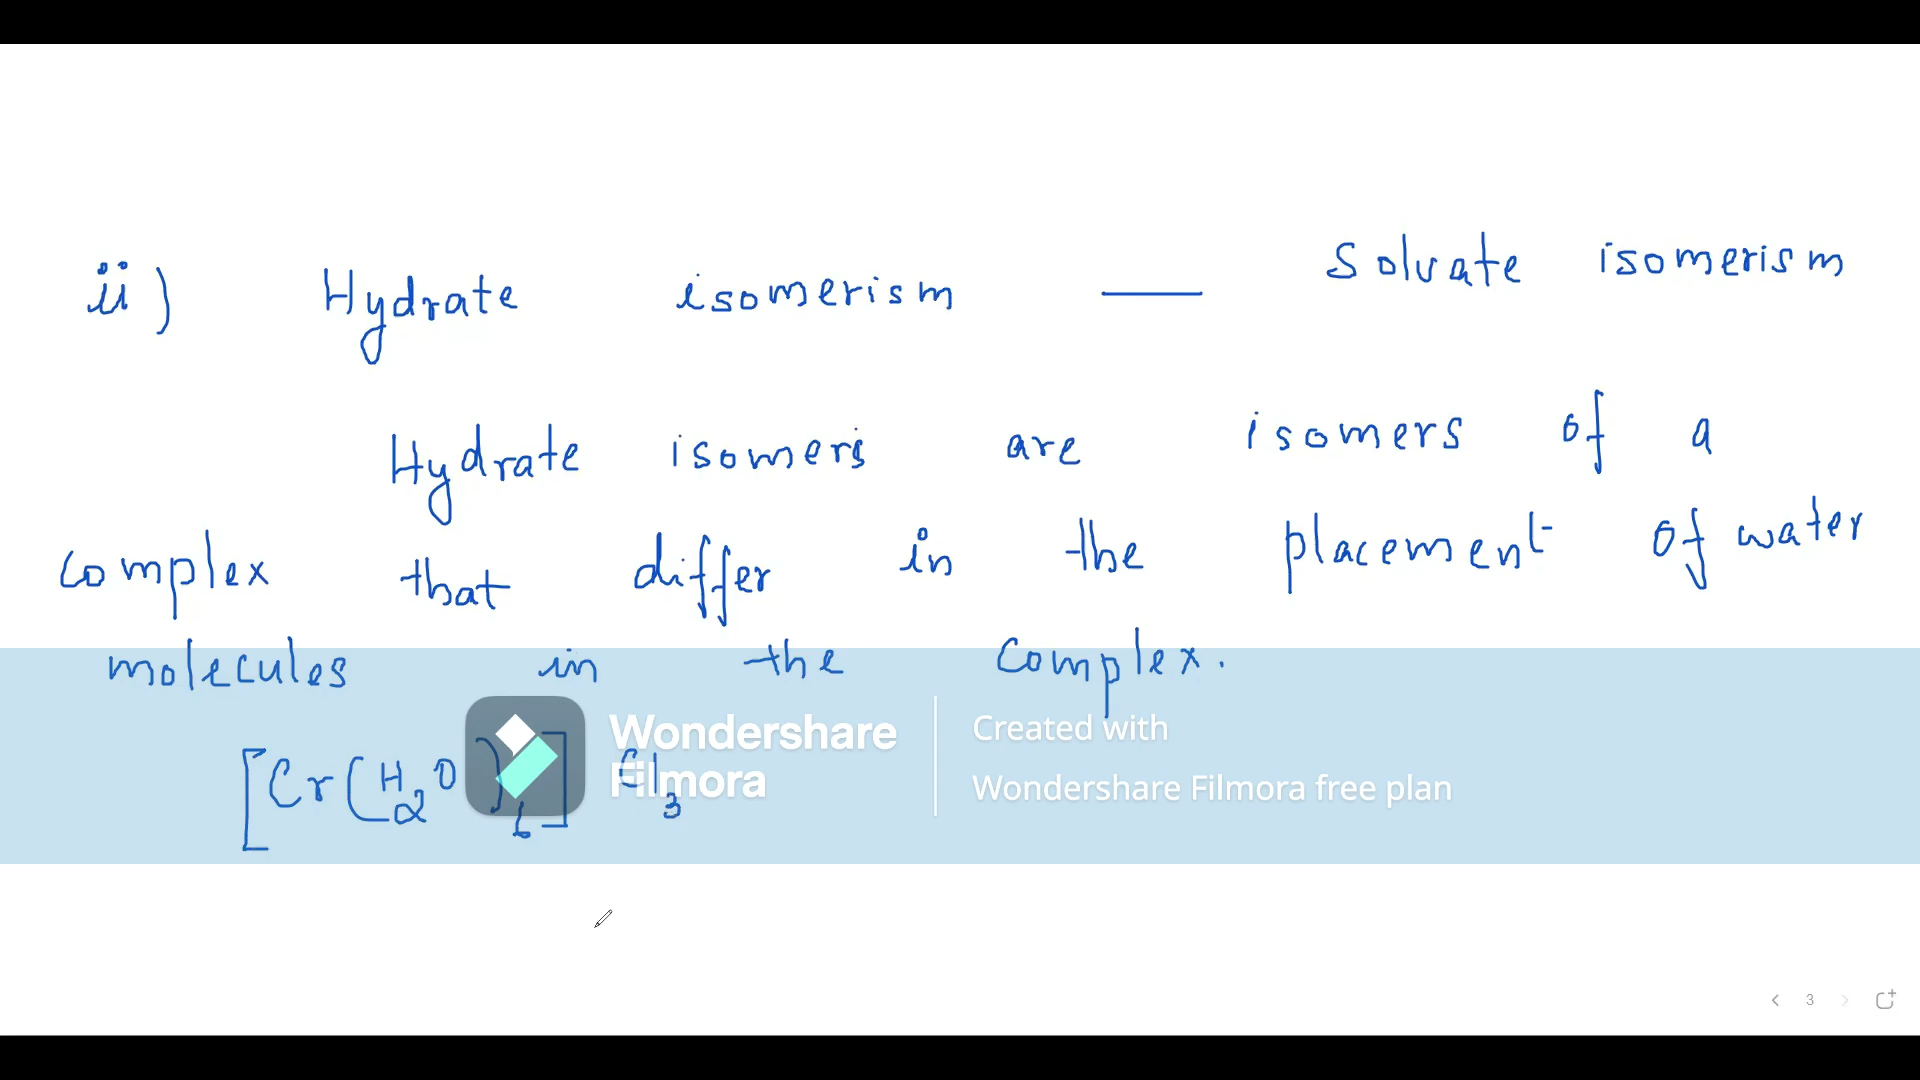 ii) Hydrate isomerism — Solvate isomerism
Hydrate isomers are isomers of a
complex that differ in the placement of water
molecules in the complex.
[Cr(H₂O)₆] Cl₃
Wondershare Filmora
Created with
Wondershare Filmora free plan
3